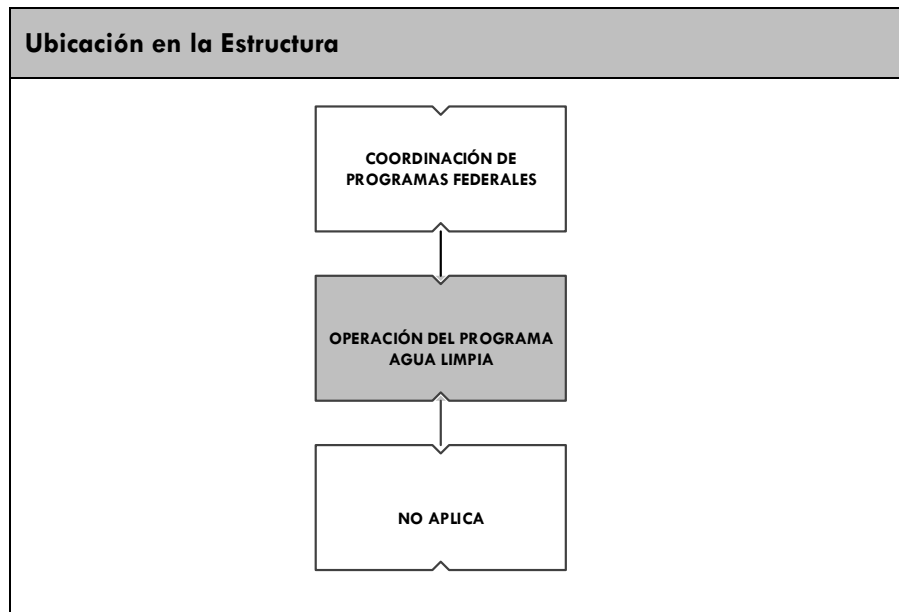 Ubicación en la Estructura
COORDINACIÓN DE
PROGRAMAS FEDERALES
OPERACIÓN DEL PROGRAMA
AGUA LIMPIA
NO APLICA